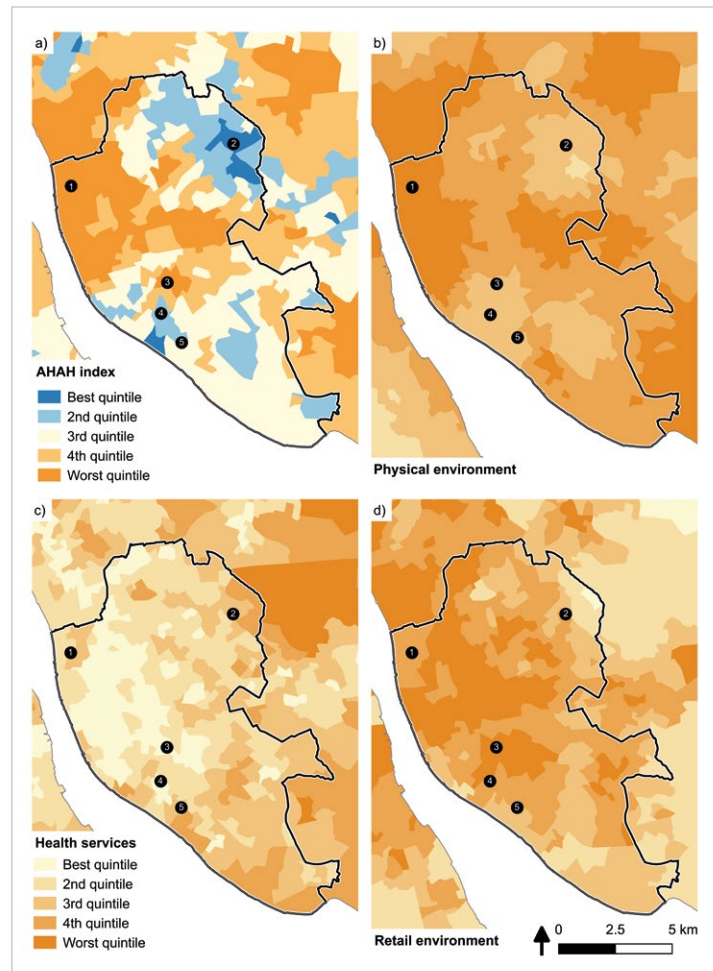 a)
b)
1
2
3
4
5
AHAH index
Best quintile
2nd quintile
3rd quintile
4th quintile
Worst quintile
1
2
3
4
5
Physical environment
c)
d)
1
2
3
4
5
Health services
Best quintile
2nd quintile
3rd quintile
4th quintile
Worst quintile
1
2
3
4
5
Retail environment
0 2.5 5 km